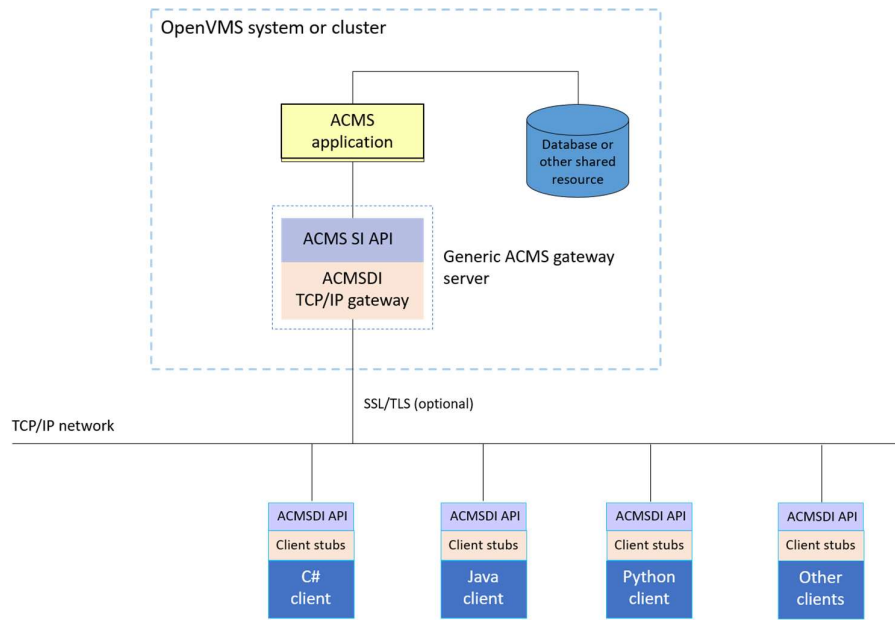 OpenVMS system or cluster
ACMS
application
Database or
other shared
resource
ACMS SI API
ACMSDI
TCP/IP gateway
Generic ACMS gateway
server
SSL/TLS (optional)
TCP/IP network
ACMSDI API
Client stubs
C#
client
ACMSDI API
Client stubs
Java
client
ACMSDI API
Client stubs
Python
client
ACMSDI API
Client stubs
Other
clients